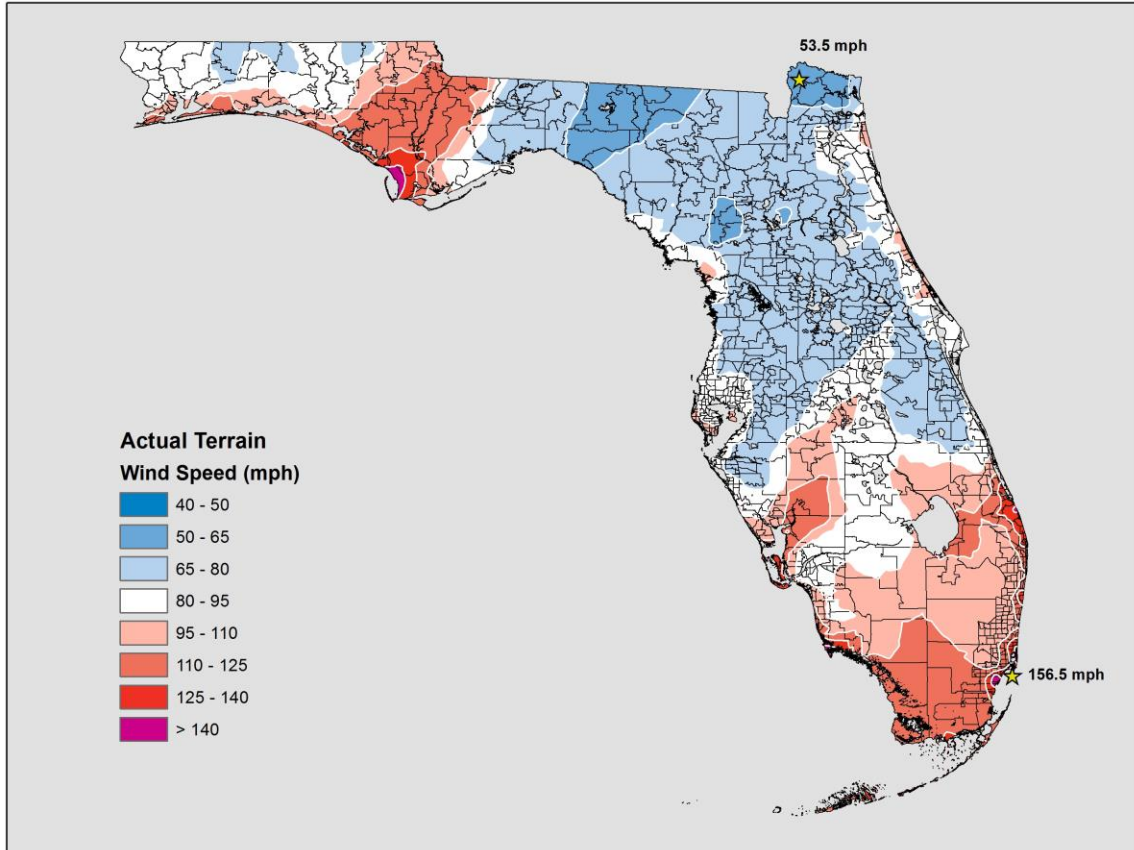 53.5 mph
156.5 mph
Actual Terrain
Wind Speed (mph)
40 - 50
50 - 65
65 - 80
80 - 95
95 - 110
110 - 125
125 - 140
> 140